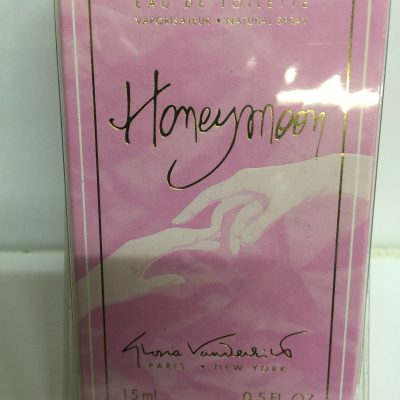 EAU DE TOILETTE
VAPORISATEUR • NATURAL SPRAY
Honeymoon
Gloria Vanderbilt
PARIS • NEW YORK
15 ml 0.5 FL. OZ